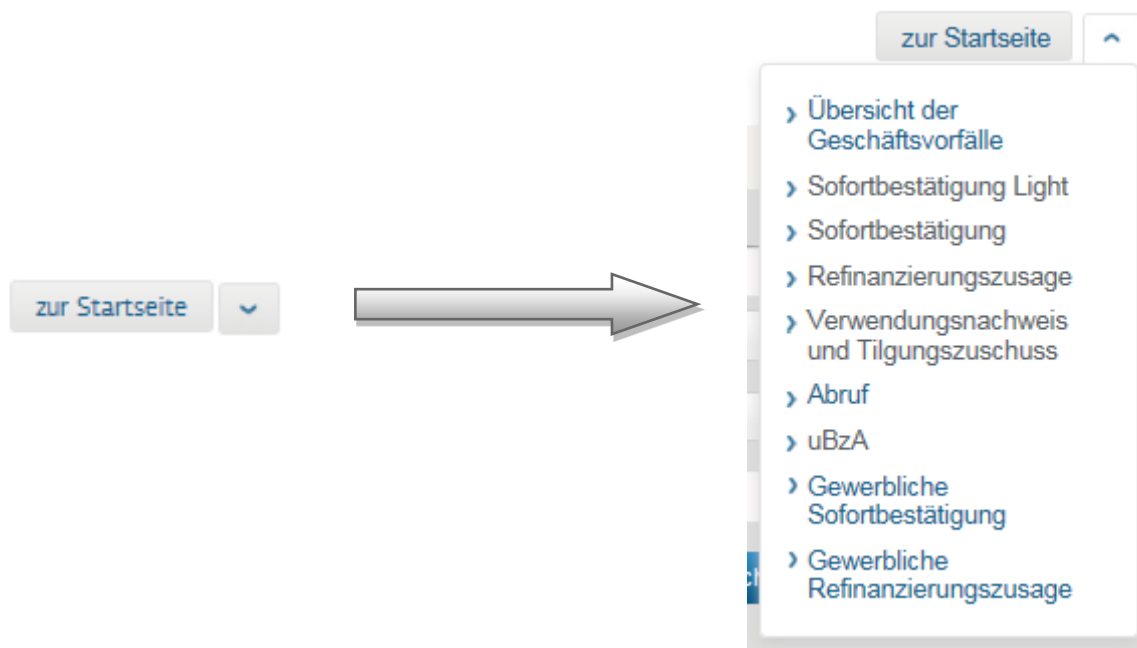 zur Startseite
zur Startseite
Übersicht der
Geschäftsvorfälle
Sofortbestätigung Light
Sofortbestätigung
Refinanzierungszusage
Verwendungsnachweis
und Tilgungszuschuss
Abruf
uBzA
Gewerbliche
Sofortbestätigung
Gewerbliche
Refinanzierungszusage